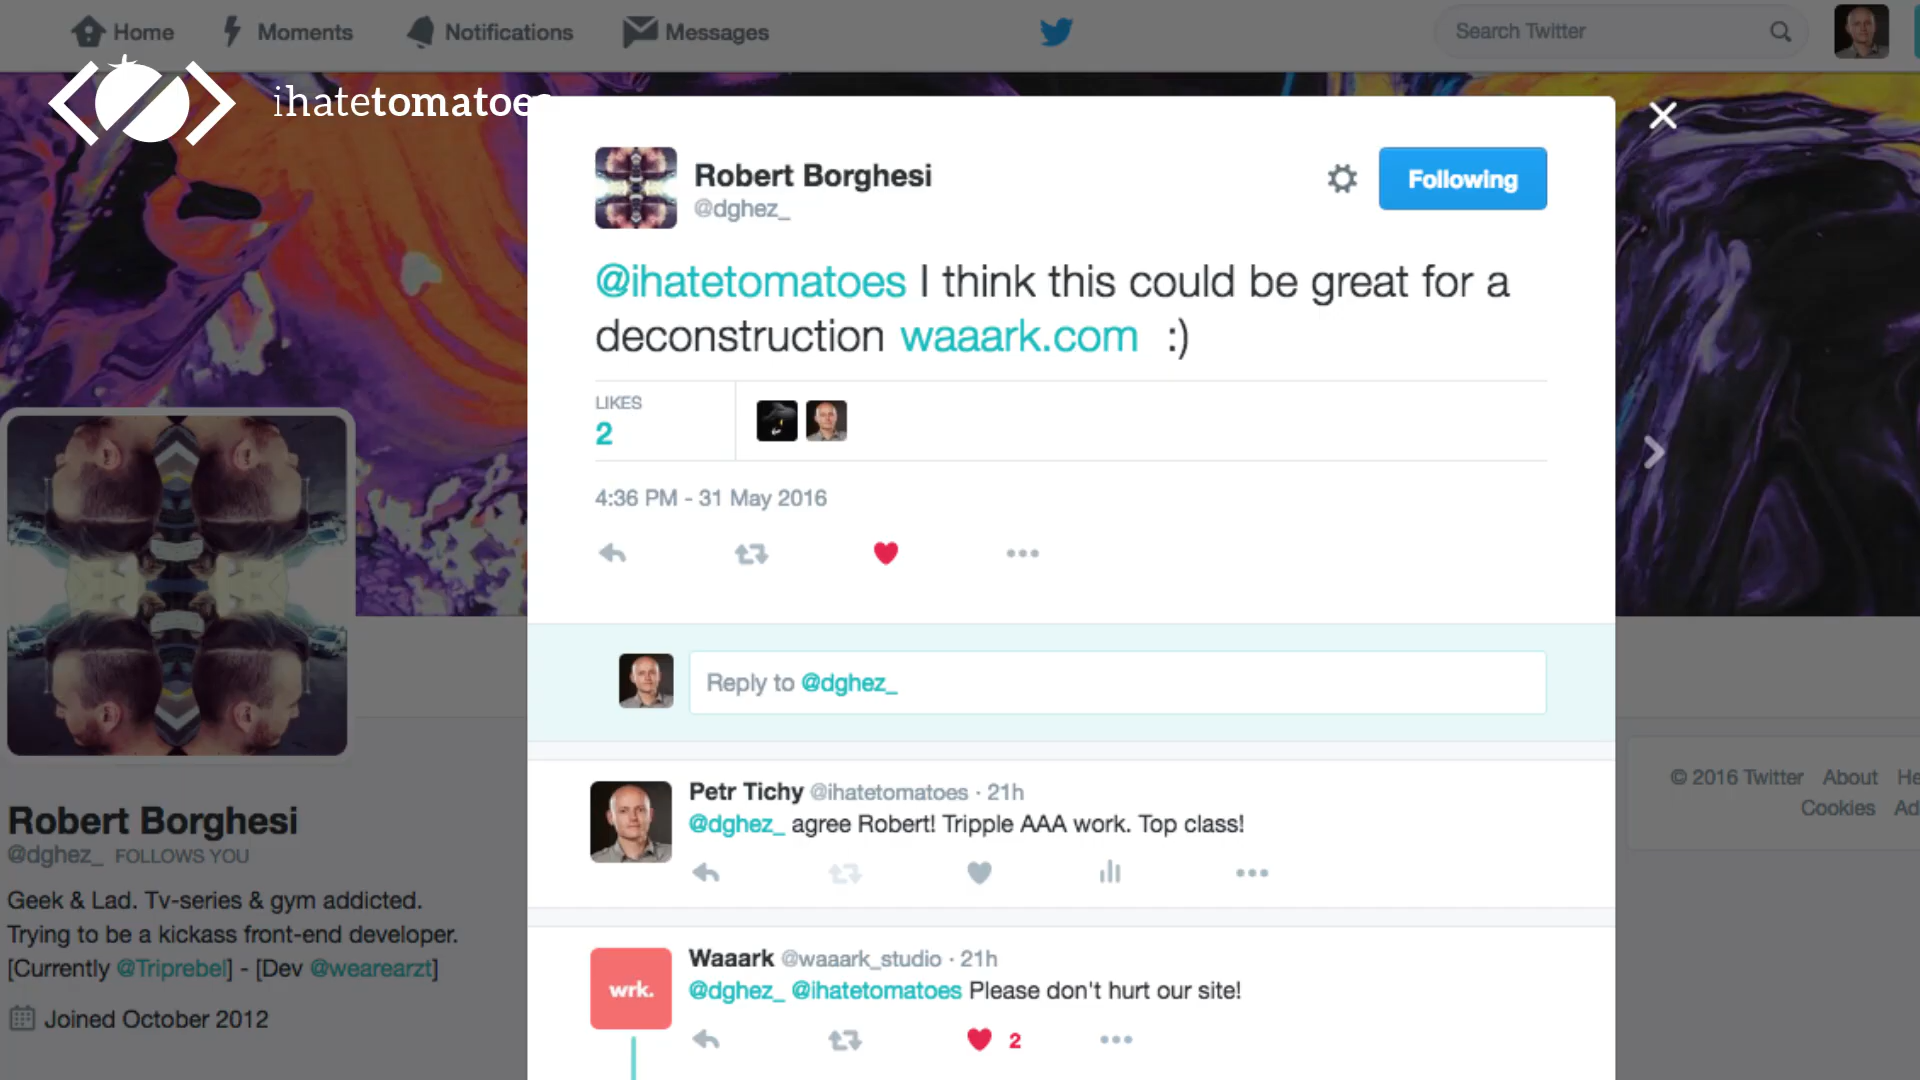 Home
Moments
Notifications
Messages
Search Twitter
ihatetomatoes
Robert Borghesi
@dghez_
Following
@ihatetomatoes I think this could be great for a
deconstruction waaark.com :)
LIKES
2
4:36 PM - 31 May 2016
Reply to @dghez_
Petr Tichy @ihatetomatoes · 21h
@dghez_ agree Robert! Tripple AAA work. Top class!
wrk.
Waaark @waaark_studio · 21h
@dghez_ @ihatetomatoes Please don't hurt our site!
2
Robert Borghesi
@dghez_ FOLLOWS YOU
Geek & Lad. Tv-series & gym addicted.
Trying to be a kickass front-end developer.
[Currently @Triprebel] - [Dev @wearearzt]
Joined October 2012
© 2016 Twitter About He
Cookies Ad